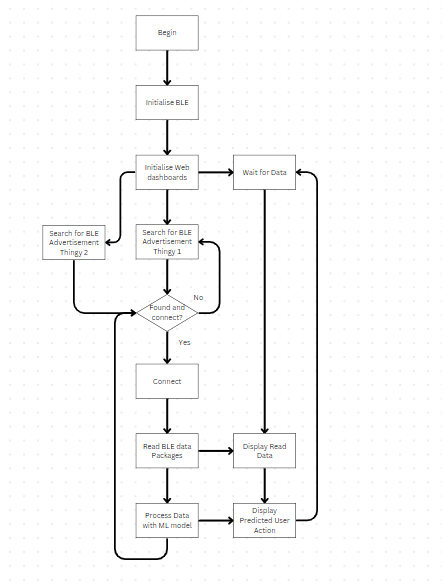 Begin
Initialise BLE
Initialise Web
dashboards
Wait for Data
Search for BLE
Advertisement
Thingy 2
Search for BLE
Advertisement
Thingy 1
No
Found and
connect?
Yes
Connect
Read BLE data
Packages
Display Read
Data
Process Data
with ML model
Display
Predicted User
Action